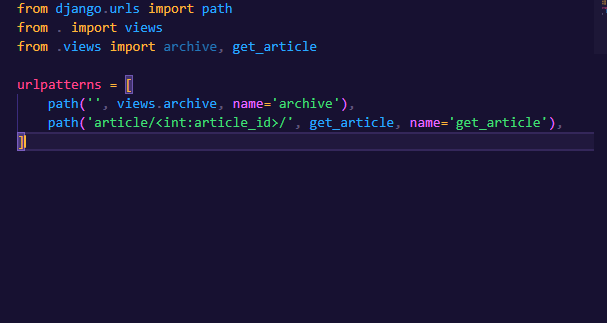 from django.urls import path
from . import views
from .views import archive, get_article
urlpatterns = [
path('', views.archive, name='archive'),
path('article/<int:article_id>/', get_article, name='get_article'),
]